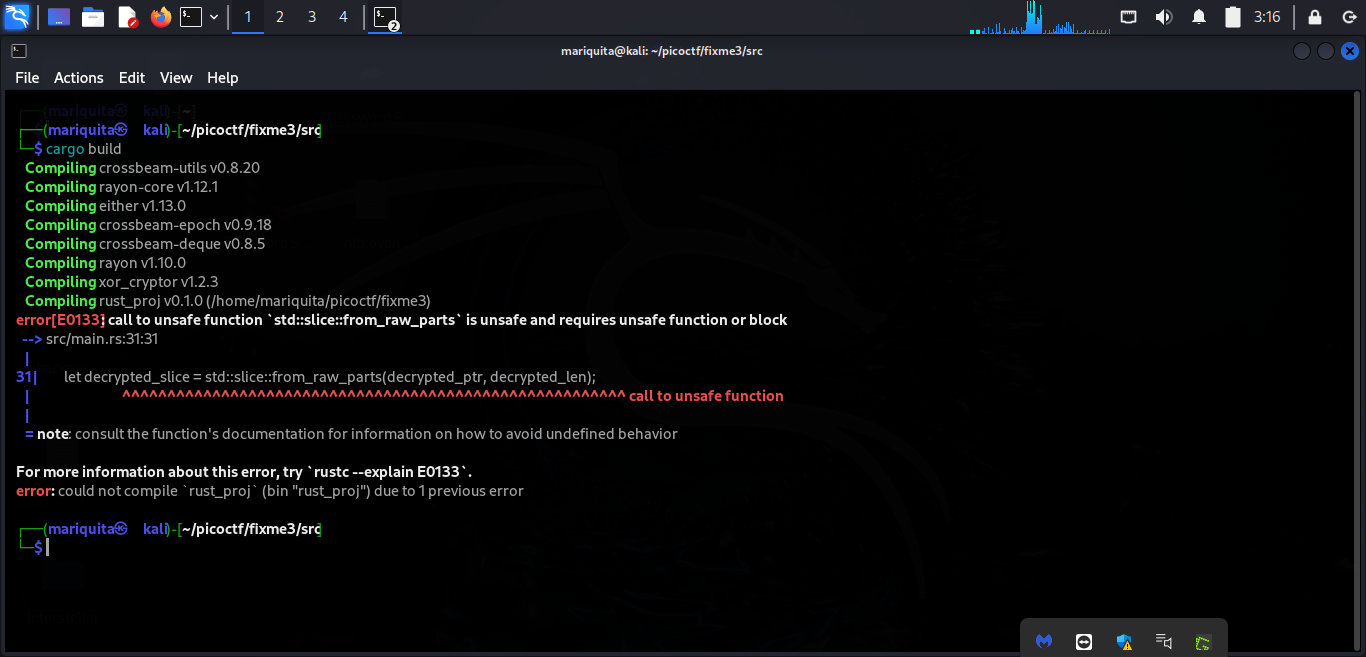 1 2 3 4 2 3:16
mariquita@kali: ~/picoctf/fixme3/src
File Actions Edit View Help
(mariquita㉿ kali)-[~]
┌──(mariquita㉿ kali)-[~/picoctf/fixme3/src]
└─$ cargo build
Compiling crossbeam-utils v0.8.20
Compiling rayon-core v1.12.1
Compiling either v1.13.0
Compiling crossbeam-epoch v0.9.18
Compiling crossbeam-deque v0.8.5
Compiling rayon v1.10.0
Compiling xor_cryptor v1.2.3
Compiling rust_proj v0.1.0 (/home/mariquita/picoctf/fixme3)
error[E0133]: call to unsafe function `std::slice::from_raw_parts` is unsafe and requires unsafe function or block
--> src/main.rs:31:31
|
31| let decrypted_slice = std::slice::from_raw_parts(decrypted_ptr, decrypted_len);
| ^^^^^^^^^^^^^^^^^^^^^^^^^^^^^^^^^^^^^^^^^^^^^^^^^^^^^^^^ call to unsafe function
|
= note: consult the function's documentation for information on how to avoid undefined behavior
For more information about this error, try `rustc --explain E0133`.
error: could not compile `rust_proj` (bin "rust_proj") due to 1 previous error
┌──(mariquita㉿ kali)-[~/picoctf/fixme3/src]
└─$